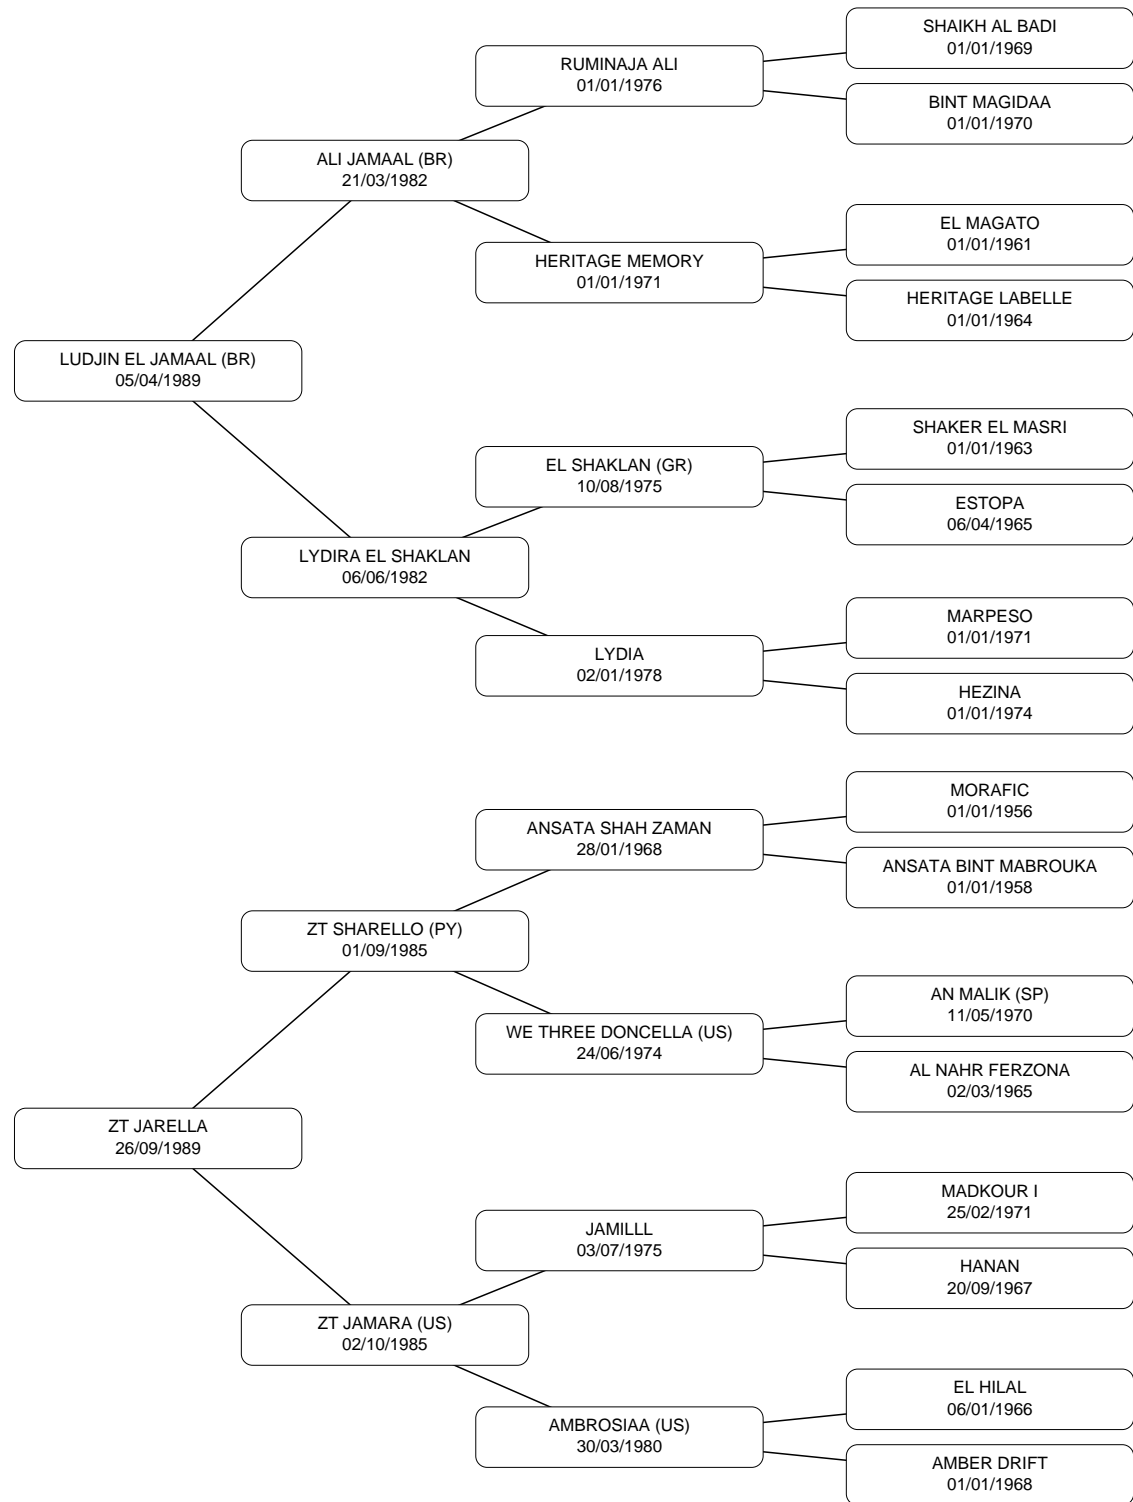 SHAIKH AL BADI
01/01/1969
RUMINAJA ALI
01/01/1976
BINT MAGIDAA
01/01/1970
ALI JAMAAL (BR)
21/03/1982
EL MAGATO
01/01/1961
HERITAGE MEMORY
01/01/1971
HERITAGE LABELLE
01/01/1964
LUDJIN EL JAMAAL (BR)
05/04/1989
SHAKER EL MASRI
01/01/1963
EL SHAKLAN (GR)
10/08/1975
ESTOPA
06/04/1965
LYDIRA EL SHAKLAN
06/06/1982
MARPESO
01/01/1971
LYDIA
02/01/1978
HEZINA
01/01/1974
MORAFIC
01/01/1956
ANSATA SHAH ZAMAN
28/01/1968
ANSATA BINT MABROUKA
01/01/1958
ZT SHARELLO (PY)
01/09/1985
AN MALIK (SP)
11/05/1970
WE THREE DONCELLA (US)
24/06/1974
AL NAHR FERZONA
02/03/1965
ZT JARELLA
26/09/1989
MADKOUR I
25/02/1971
JAMILLL
03/07/1975
HANAN
20/09/1967
ZT JAMARA (US)
02/10/1985
EL HILAL
06/01/1966
AMBROSIAA (US)
30/03/1980
AMBER DRIFT
01/01/1968